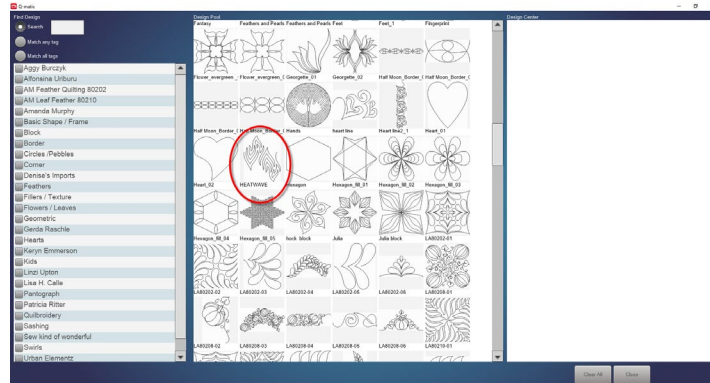 Q-matic
Find Design
Search
Match any tag
Match all tags
Aggy Burczyk
Alfonsina Uriburu
AM Feather Quilting 80202
AM Leaf Feather 80210
Amanda Murphy
Basic Shape / Frame
Block
Border
Circles /Pebbles
Corner
Denise's Imports
Feathers
Fillers / Texture
Flowers / Leaves
Geometric
Gerda Raschle
Hearts
Keryn Emmerson
Kids
Linzi Upton
Lisa H. Calle
Pantograph
Patricia Ritter
Quilbroidery
Sashing
Sew kind of wonderful
Swirls
Urban Elementz
Design Pool
Fantasy Feathers and Pearls Feathers and Pearls Feet Feet_1 Fingerprint
Flower_evergreen_ Flower_evergreen_( Georgette_01 Georgette_02 Half Moon_Border_( Half Moon_Border_(
Half Moon_Border_( Half Moon_Border_( Hands heart line Heart line2_1 Heart_01
Heart_02 HEATWAVE Hexagon Hexagon_fill_01 Hexagon_fill_02 Hexagon_fill_03
Hexagon_fill_04 Hexagon_fill_05 hock block Julia Julia block LA80202-01
LA80202-02 LA80202-03 LA80202-04 LA80202-05 LA80202-06 LA80208-01
LA80208-02 LA80208-03 LA80208-04 LA80208-05 LA80208-06 LA80210-01
Design Center
Clear All Close